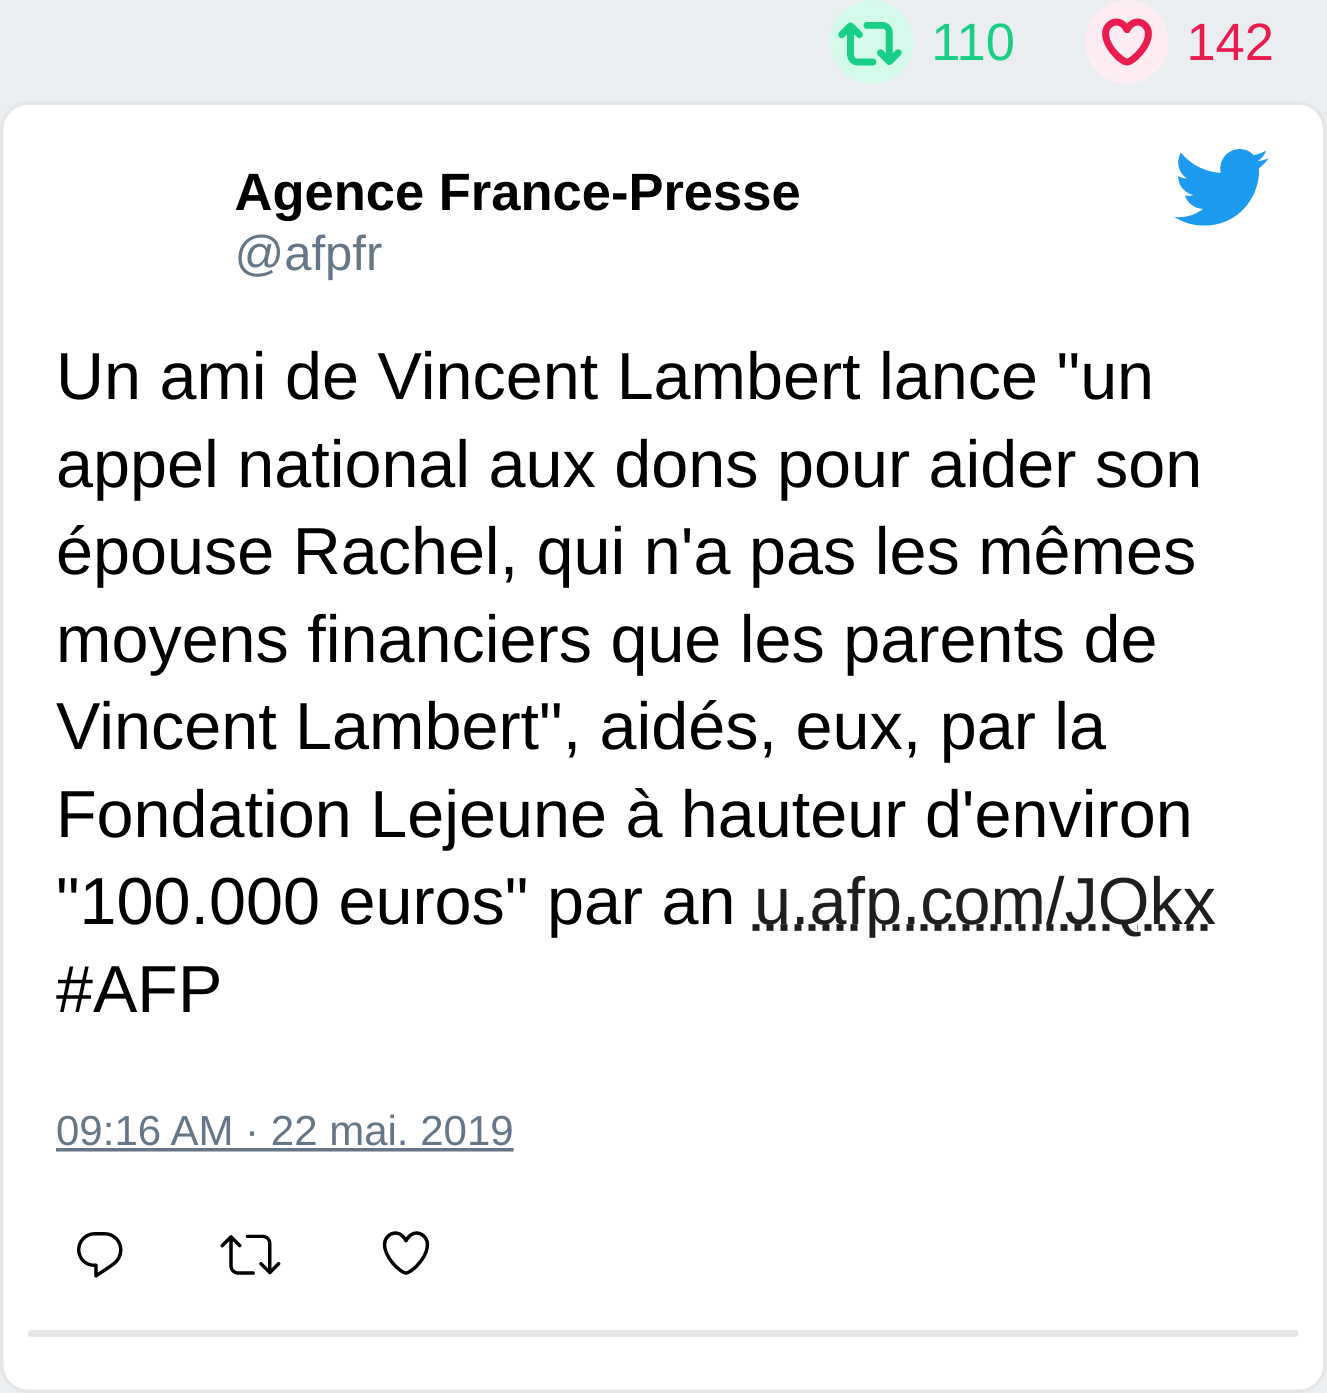 110 142
Agence France-Presse
@afpfr
Un ami de Vincent Lambert lance "un
appel national aux dons pour aider son
épouse Rachel, qui n'a pas les mêmes
moyens financiers que les parents de
Vincent Lambert", aidés, eux, par la
Fondation Lejeune à hauteur d'environ
"100.000 euros" par an u.afp.com/JQkx
#AFP
09:16 AM · 22 mai. 2019